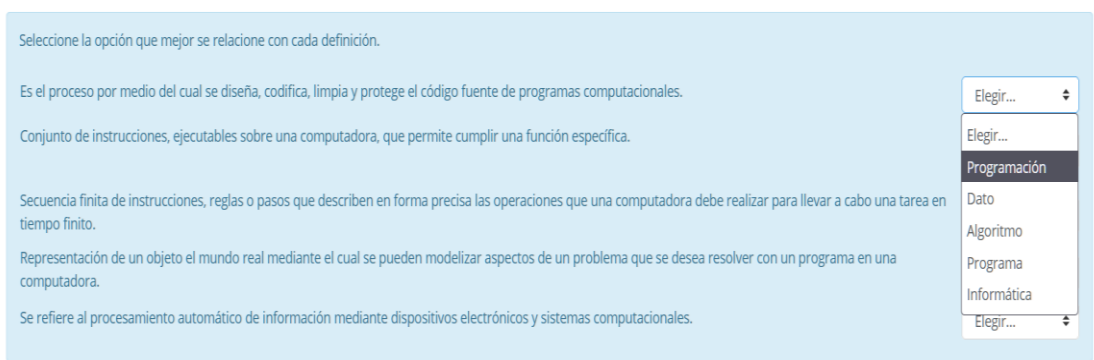 Seleccione la opción que mejor se relacione con cada definición.
Es el proceso por medio del cual se diseña, codifica, limpia y protege el código fuente de programas computacionales.
Elegir...
Conjunto de instrucciones, ejecutables sobre una computadora, que permite cumplir una función específica.
Elegir...
Programación
Secuencia finita de instrucciones, reglas o pasos que describen en forma precisa las operaciones que una computadora debe realizar para llevar a cabo una tarea en
tiempo finito.
Dato
Algoritmo
Representación de un objeto el mundo real mediante el cual se pueden modelizar aspectos de un problema que se desea resolver con un programa en una
computadora.
Programa
Informática
Se refiere al procesamiento automático de información mediante dispositivos electrónicos y sistemas computacionales.
Elegir...